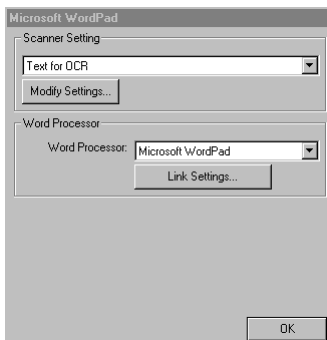 Microsoft WordPad
Scanner Setting
Text for OCR
Modify Settings...
Word Processor
Word Processor: Microsoft WordPad
Link Settings...
OK